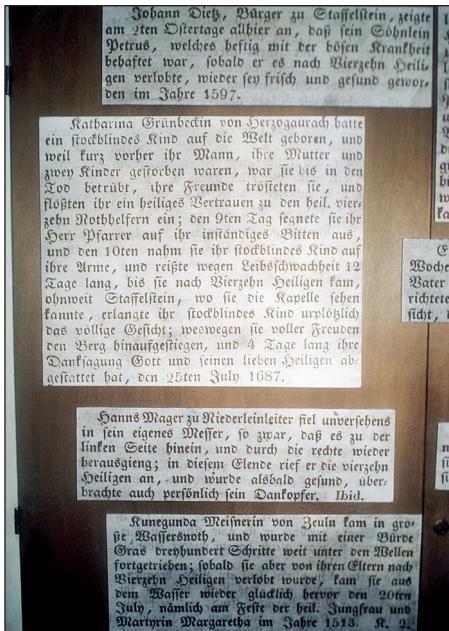 Johann Dietz, Bürger zu Staffelstein, zeigte
am 2ten Ostertage allhier an, daß sein Söhnlein
Petrus, welches heftig mit der bösen Krankheit
behaftet war, sobald er es nach Vierzehn Heili-
gen verlobte, wieder sey frisch und gesund gewor-
den im Jahre 1597.
Katharina Grünbeckin von Herzogaurach hatte
ein stockblindes Kind auf die Welt geboren, und
weil kurz vorher ihr Mann, ihre Mutter und
zwey Kinder gestorben waren, war sie bis in den
Tod betrübt, ihre Freunde trösteten sie, und
flößten ihr ein heiliges Vertrauen zu den heil. vier-
zehn Nothhelfern ein; den 9ten Tag segnete sie ihr
Herr Pfarrer auf ihr inständiges Bitten aus,
und den 10ten nahm sie ihr stockblindes Kind auf
ihre Arme, und reißte wegen Leibsschwachheit 12
Tage lang, bis sie nach Vierzehn Heiligen kam,
ohnweit Staffelstein, wo sie die Kapelle sehen
kannte, erlangte ihr stockblindes Kind urplötzlich
das völlige Gesicht; weswegen sie voller Freuden
den Berg hinaufgestiegen, und 4 Tage lang ihre
Danksagung Gott und seinen lieben Heiligen ab-
gestattet hat, den 25ten July 1687.
Hanns Mager zu Niederleinleiter fiel unversehens
in sein eigenes Messer, so zwar, daß es zu der
linken Seite hinein, und durch die rechte wieder
herausgieng; in diesem Elende rief er die vierzehn
Heiligen an, und wurde alsbald gesund, über-
brachte auch persönlich sein Dankopfer. Ibid.
Kunegunda Meisnerin von Zeuln kam in gro-
ße Wassersnoth, und wurde mit einer Bürde
Gras dreyhundert Schritte weit unter den Wellen
fortgetrieben; sobald sie aber von ihren Eltern nach
Vierzehn Heiligen verlobt wurde, kam sie aus
dem Wasser wieder glücklich hervor den 20ten
July, nämlich am Feste der heil. Jungfrau und
Martyrin Margaretha im Jahre 1513. K. 2.
Woche
Vater
richtete
sicht,